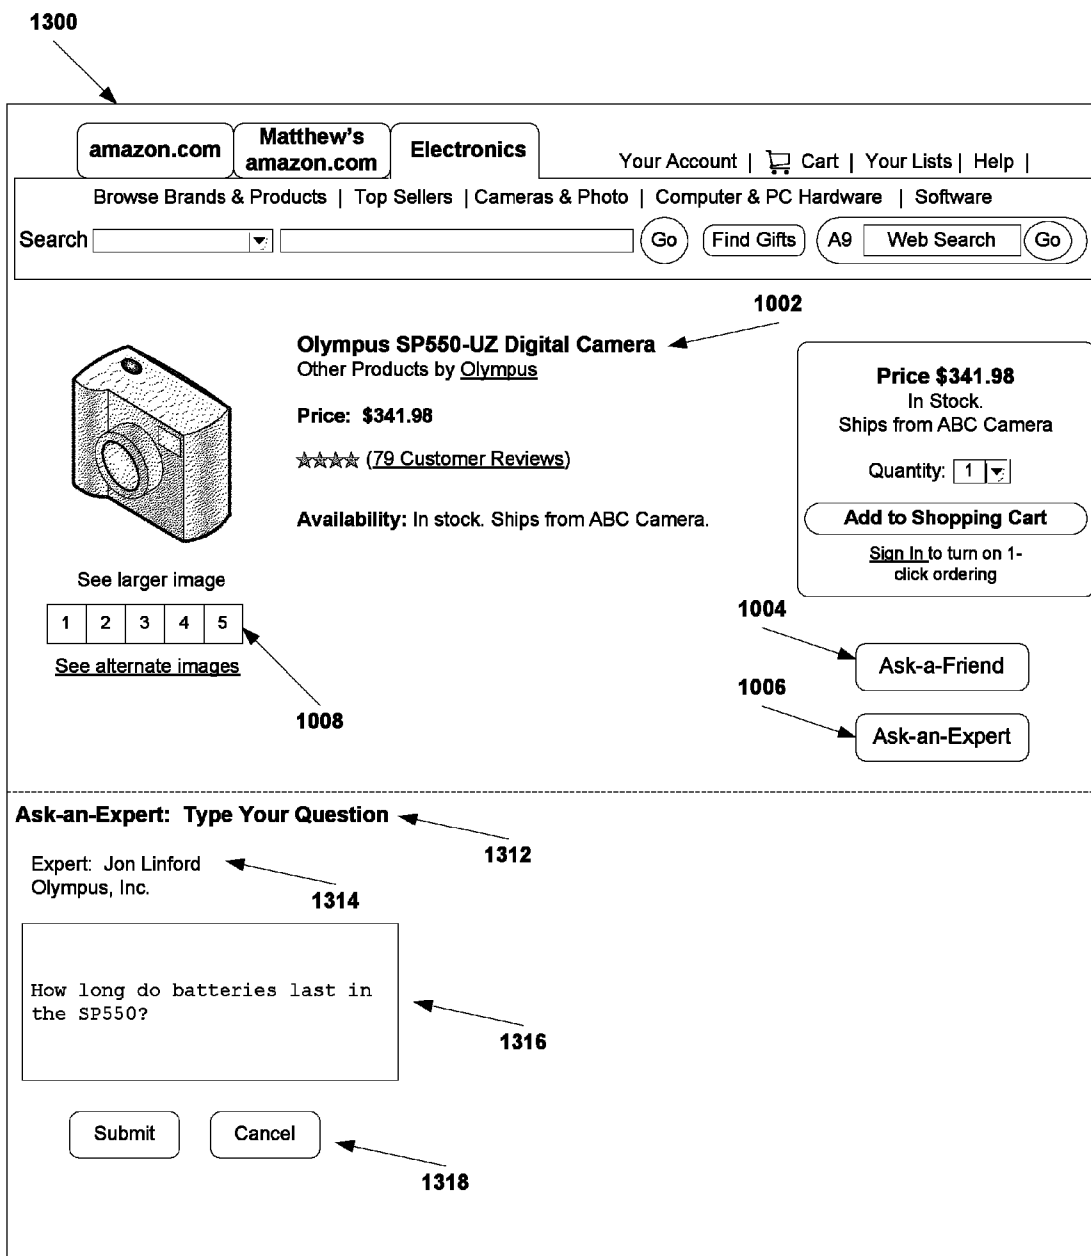 1300
amazon.com
Matthew's
amazon.com
Electronics
Your Account | Cart | Your Lists | Help |
Browse Brands & Products | Top Sellers | Cameras & Photo | Computer & PC Hardware | Software
Search Go Find Gifts A9 Web Search Go
1002
Olympus SP550-UZ Digital Camera
Other Products by Olympus
Price: $341.98
(79 Customer Reviews)
Availability: In stock. Ships from ABC Camera.
Price $341.98
In Stock.
Ships from ABC Camera
Quantity: 1
Add to Shopping Cart
Sign In to turn on 1-
click ordering
See larger image
1 2 3 4 5
See alternate images
1008
1004
Ask-a-Friend
1006
Ask-an-Expert
Ask-an-Expert: Type Your Question
1312
Expert: Jon Linford
Olympus, Inc.
1314
How long do batteries last in
the SP550?
1316
Submit Cancel
1318